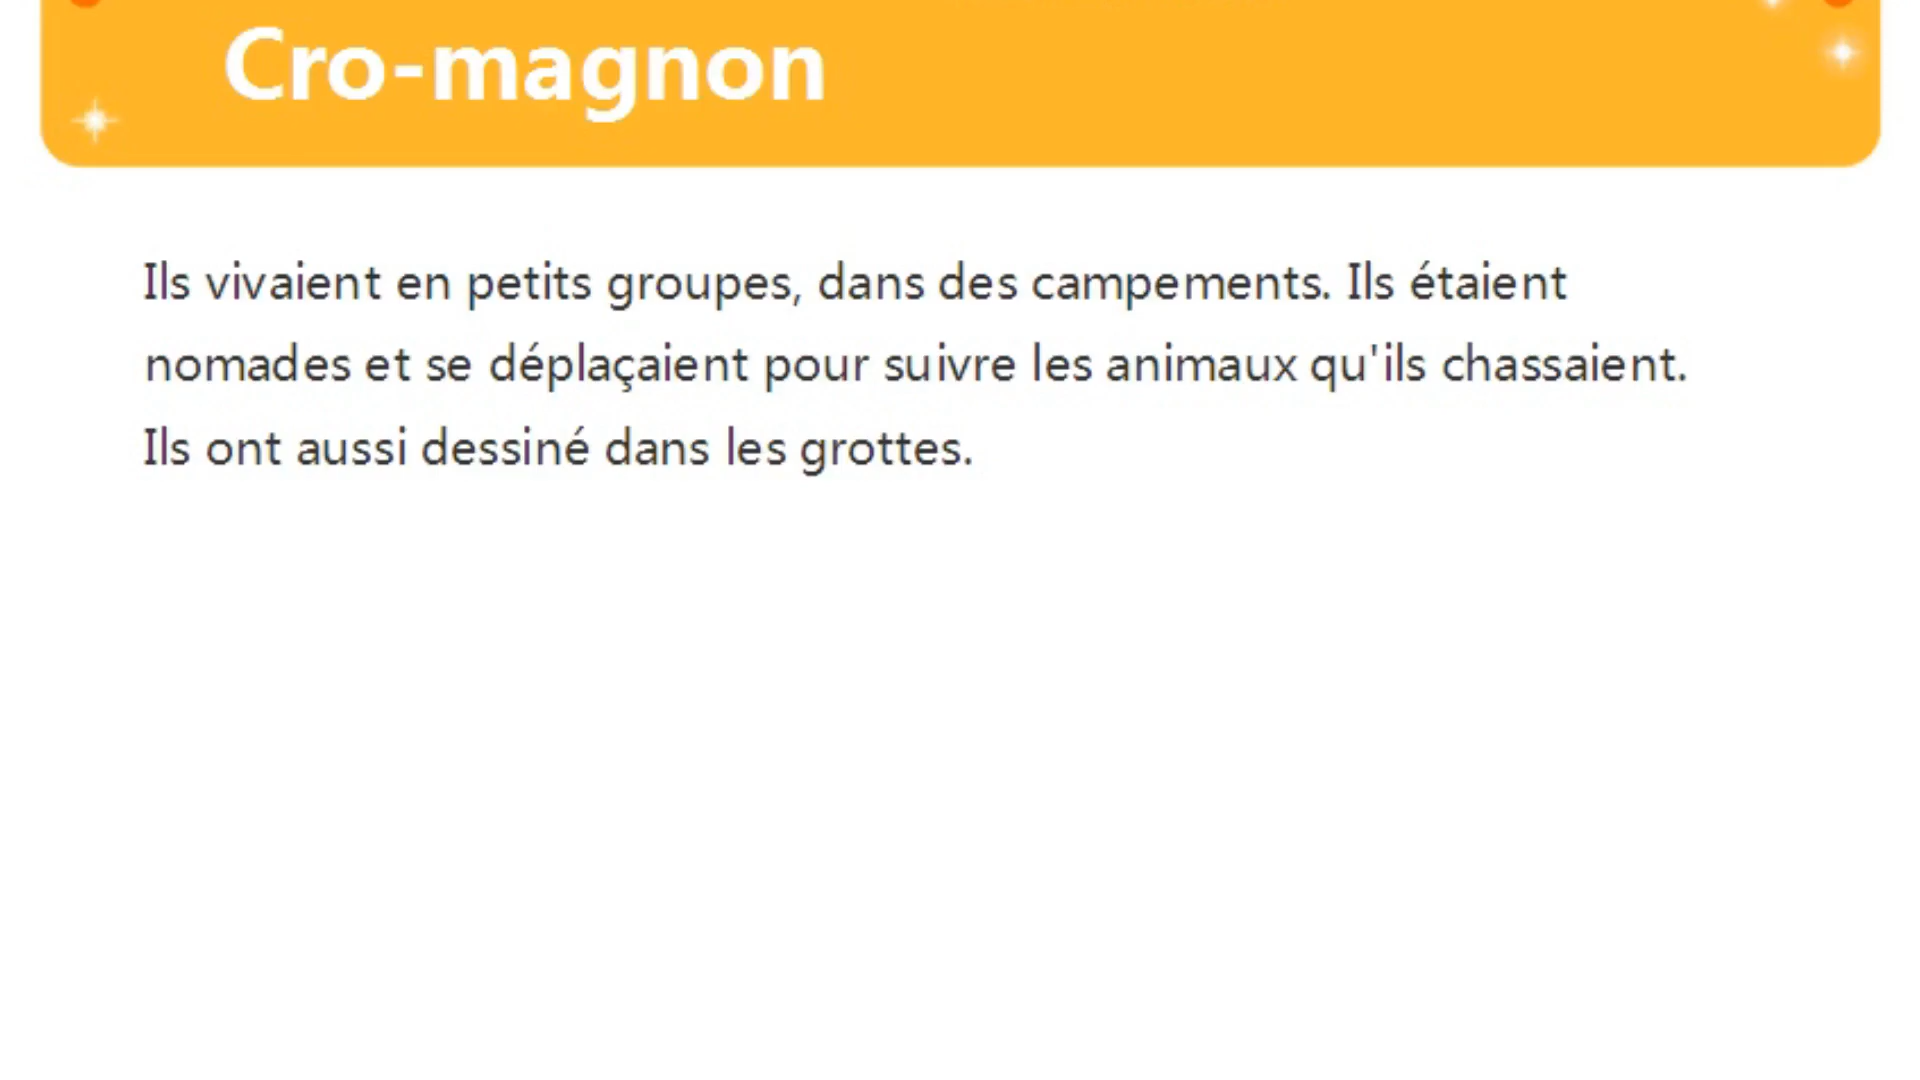 Cro-magnon
Ils vivaient en petits groupes, dans des campements. Ils étaient
nomades et se déplaçaient pour suivre les animaux qu'ils chassaient.
Ils ont aussi dessiné dans les grottes.